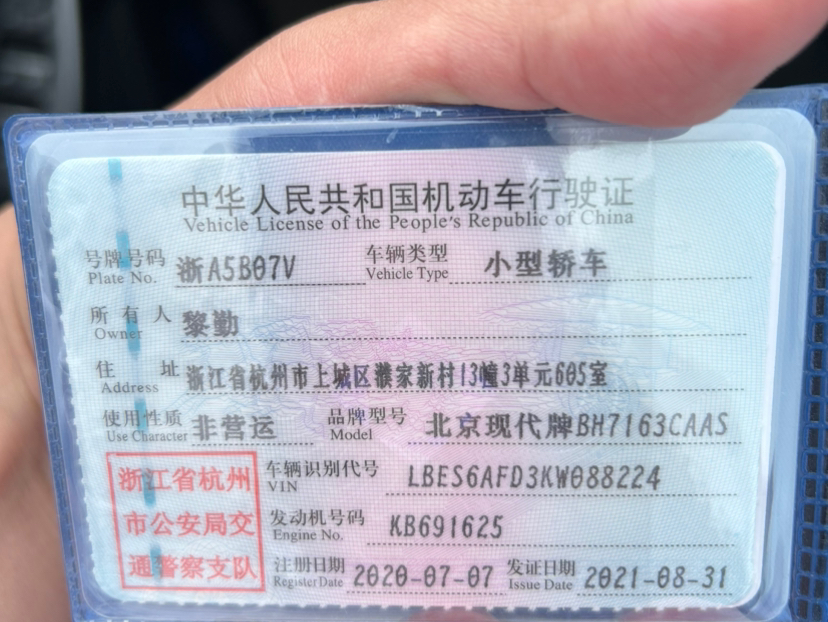 中华人民共和国机动车行驶证
Vehicle License of the People's Republic of China
号牌号码 浙A5B07V 车辆类型 小型轿车
Plate No. Vehicle Type
所有人 黎勤
Owner
住址 浙江省杭州市上城区濮家新村13幢3单元605室
Address
使用性质 非营运 品牌型号 北京现代牌BH7163CAAS
Use Character Model
浙江省杭州市公安局交通警察支队
车辆识别代号 LBES6AFD3KW088224
VIN
发动机号码 KB691625
Engine No.
注册日期 2020-07-07 发证日期 2021-08-31
Register Date Issue Date